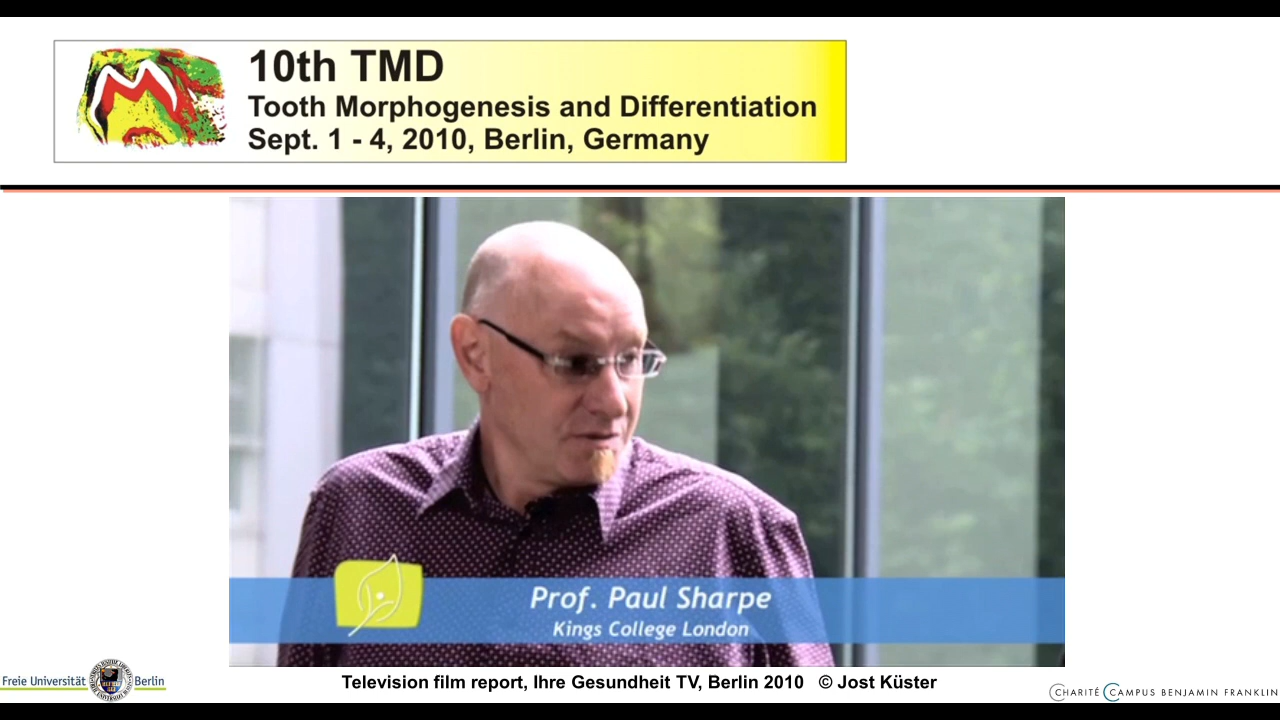 10th TMD
Tooth Morphogenesis and Differentiation
Sept. 1 - 4, 2010, Berlin, Germany
Prof. Paul Sharpe
Kings College London
Freie Universität Berlin
Television film report, Ihre Gesundheit TV, Berlin 2010 © Jost Küster
CHARITÉ CAMPUS BENJAMIN FRANKLIN